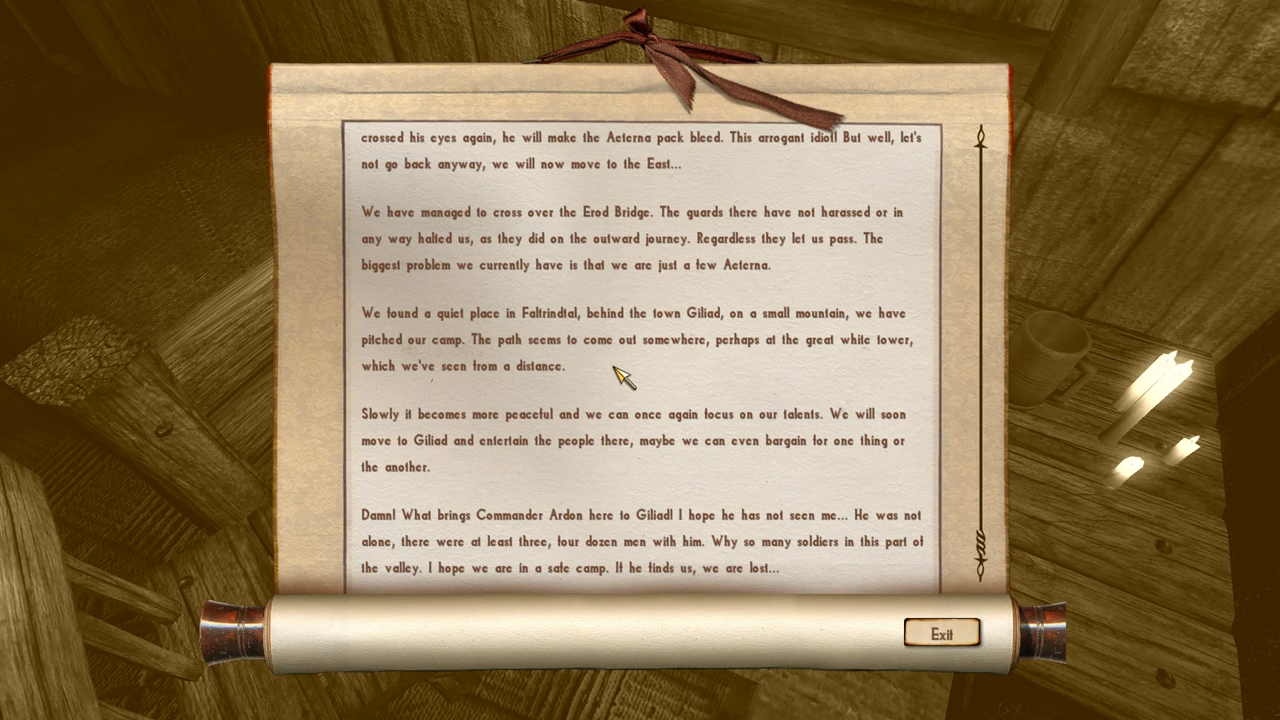 crossed his eyes again, he will make the Aeterna pack bleed. This arrogant idiot! But well, let's
not go back anyway, we will now move to the East...
We have managed to cross over the Erod Bridge. The guards there have not harassed or in
any way halted us, as they did on the outward journey. Regardless they let us pass. The
biggest problem we currently have is that we are just a few Aeterna.
We found a quiet place in Faltrindtal, behind the town Giliad, on a small mountain, we have
pitched our camp. The path seems to come out somewhere, perhaps at the great white tower,
which we've seen from a distance.
Slowly it becomes more peaceful and we can once again focus on our talents. We will soon
move to Giliad and entertain the people there, maybe we can even bargain for one thing or
the another.
Damn! What brings Commander Ardon here to Giliad! I hope he has not seen me... He was not
alone, there were at least three, four dozen men with him. Why so many soldiers in this part of
the valley. I hope we are in a safe camp. If he finds us, we are lost...
Exit